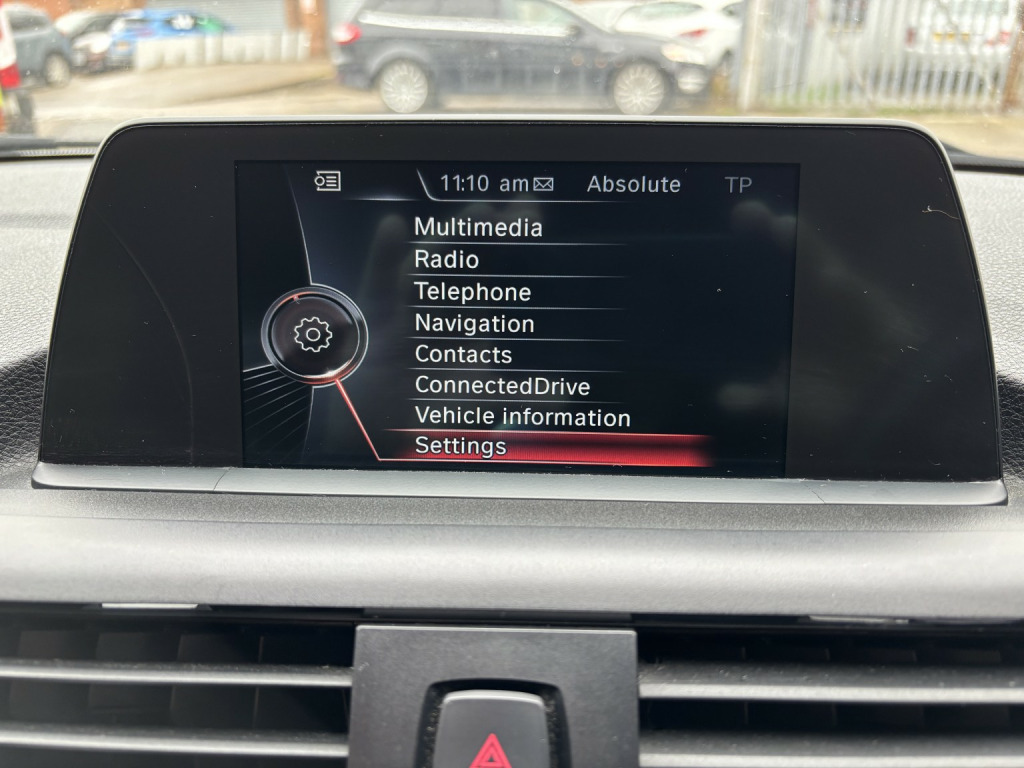 11:10 am Absolute TP
Multimedia
Radio
Telephone
Navigation
Contacts
ConnectedDrive
Vehicle information
Settings